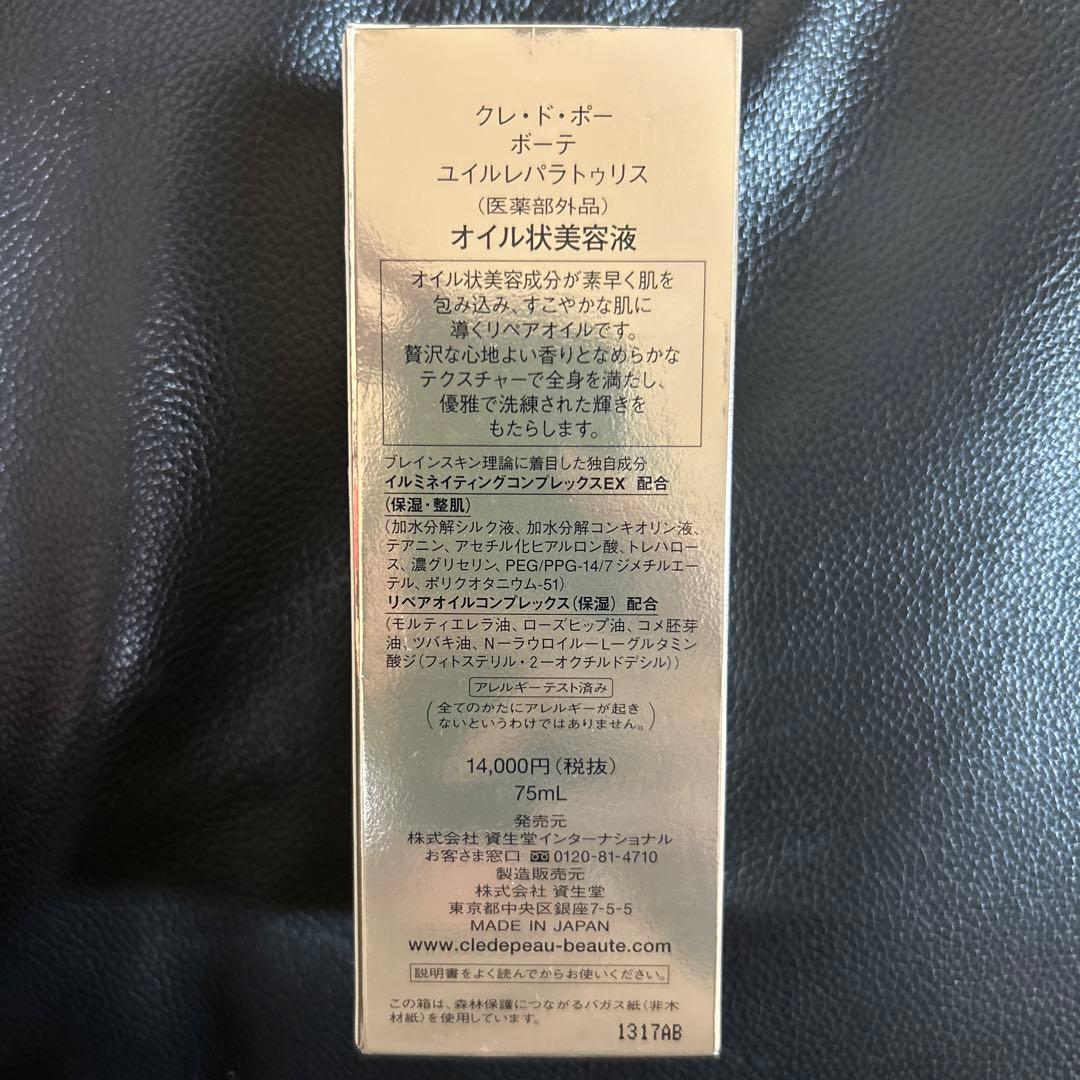 クレ・ド・ポー
ボーテ
ユイルレパラトゥリス
（医薬部外品）
オイル状美容液
オイル状美容成分が素早く肌を
包み込み、すこやかな肌に
導くリペアオイルです。
贅沢な心地よい香りとなめらかな
テクスチャーで全身を満たし、
優雅で洗練された輝きを
もたらします。
ブレインスキン理論に着目した独自成分
イルミネイティングコンプレックスEX 配合
（保湿・整肌）
（加水分解シルク液、加水分解コンキオリン液、
テアニン、アセチル化ヒアルロン酸、トレハロー
ス、濃グリセリン、PEG/PPG-14/7ジメチルエー
テル、ポリクオタニウム-51）
リペアオイルコンプレックス（保湿） 配合
（モルティエレラ油、ローズヒップ油、コメ胚芽
油、ツバキ油、N－ラウロイル－L－グルタミン
酸ジ（フィトステリル・2－オクチルドデシル））
アレルギーテスト済み
（全てのかたにアレルギーが起き
ないというわけではありません。）
14,000円（税抜）
75mL
発売元
株式会社 資生堂インターナショナル
お客さま窓口 0120-81-4710
製造販売元
株式会社 資生堂
東京都中央区銀座7-5-5
MADE IN JAPAN
www.cledepeau-beaute.com
説明書をよく読んでからお使いください。
この箱は、森林保護につながるバガス紙（非木
材紙）を使用しています。
1317AB